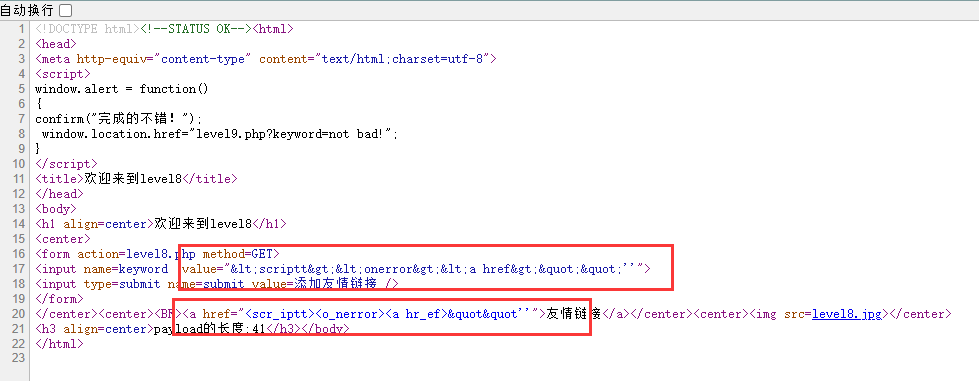 自动换行
1 <!DOCTYPE html><!--STATUS OK--><html>
2 <head>
3 <meta http-equiv="content-type" content="text/html;charset=utf-8">
4 <script>
5 window.alert = function()
6 {
7 confirm("完成的不错！");
8 window.location.href="level9.php?keyword=not bad!";
9 }
10 </script>
11 <title>欢迎来到level8</title>
12 </head>
13 <body>
14 <h1 align=center>欢迎来到level8</h1>
15 <center>
16 <form action=level8.php method=GET>
17 <input name=keyword  value="&lt;scriptt&gt;&lt;onerror&gt;&lt;a href&gt;&quot;&quot;''">
18 <input type=submit name=submit value=添加友情链接 />
19 </form>
20 </center><center><BR><a href="<scr_iptt><o_nerror><a hr_ef>&quot&quot''">友情链接</a></center><center><img src=level8.jpg></center>
21 <h3 align=center>payload的长度:41</h3></body>
22 </html>
23